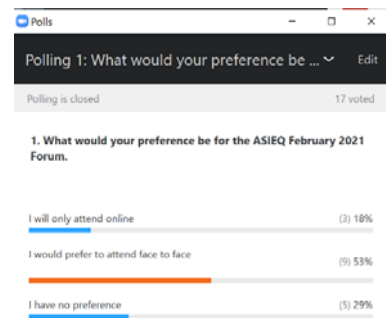 Polls
Polling 1: What would your preference be ... Edit
Polling is closed 17 voted
1. What would your preference be for the ASIEQ February 2021
Forum.
I will only attend online (3) 18%
I would prefer to attend face to face (9) 53%
I have no preference (5) 29%